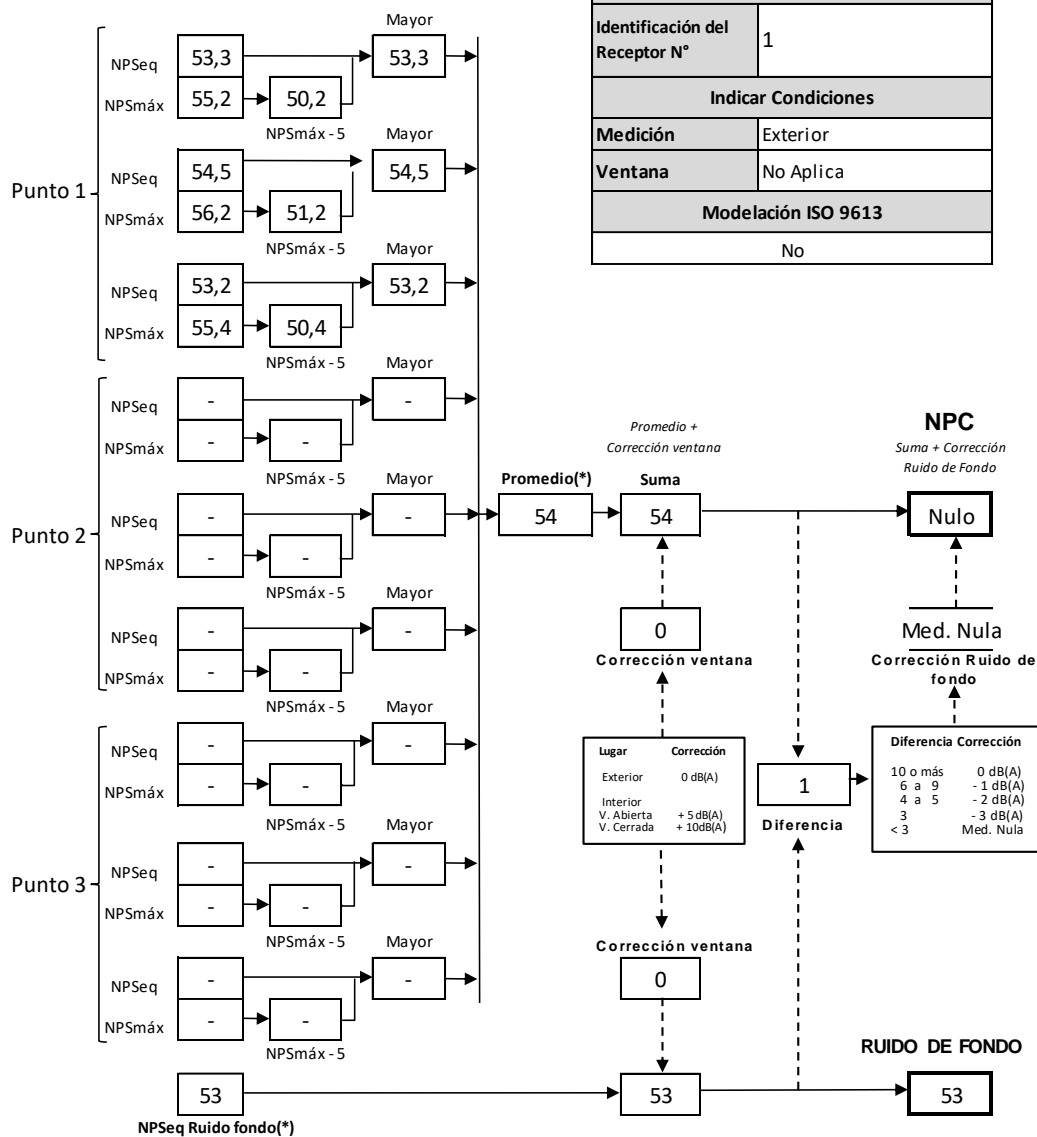 Identificación del
Receptor N°
1
Indicar Condiciones
Medición
Exterior
Ventana
No Aplica
Modelación ISO 9613
No
Punto 1
Mayor
NPSeq
53,3
53,3
NPSmáx
55,2
50,2
NPSmáx - 5
Mayor
NPSeq
54,5
54,5
NPSmáx
56,2
51,2
NPSmáx - 5
Mayor
NPSeq
53,2
53,2
NPSmáx
55,4
50,4
NPSmáx - 5
Punto 2
Mayor
NPSeq
-
-
NPSmáx
-
-
NPSmáx - 5
Mayor
NPSeq
-
-
NPSmáx
-
-
NPSmáx - 5
Mayor
NPSeq
-
-
NPSmáx
-
-
NPSmáx - 5
Punto 3
Mayor
NPSeq
-
-
NPSmáx
-
-
NPSmáx - 5
Mayor
NPSeq
-
-
NPSmáx
-
-
NPSmáx - 5
Mayor
NPSeq
-
-
NPSmáx
-
-
NPSmáx - 5
Promedio(*)
54
Promedio +
Corrección ventana
Suma
54
NPC
Suma + Corrección
Ruido de Fondo
Nulo
0
Corrección ventana
Med. Nula
Corrección Ruido de
fondo
Lugar Corrección
Exterior 0 dB(A)
Interior
V. Abierta + 5 dB(A)
V. Cerrada + 10dB(A)
1
Diferencia
Diferencia Corrección
10 o más 0 dB(A)
6 a 9 - 1 dB(A)
4 a 5 - 2 dB(A)
3 - 3 dB(A)
< 3 Med. Nula
Corrección ventana
0
RUIDO DE FONDO
53
53
53
NPSeq Ruido fondo(*)